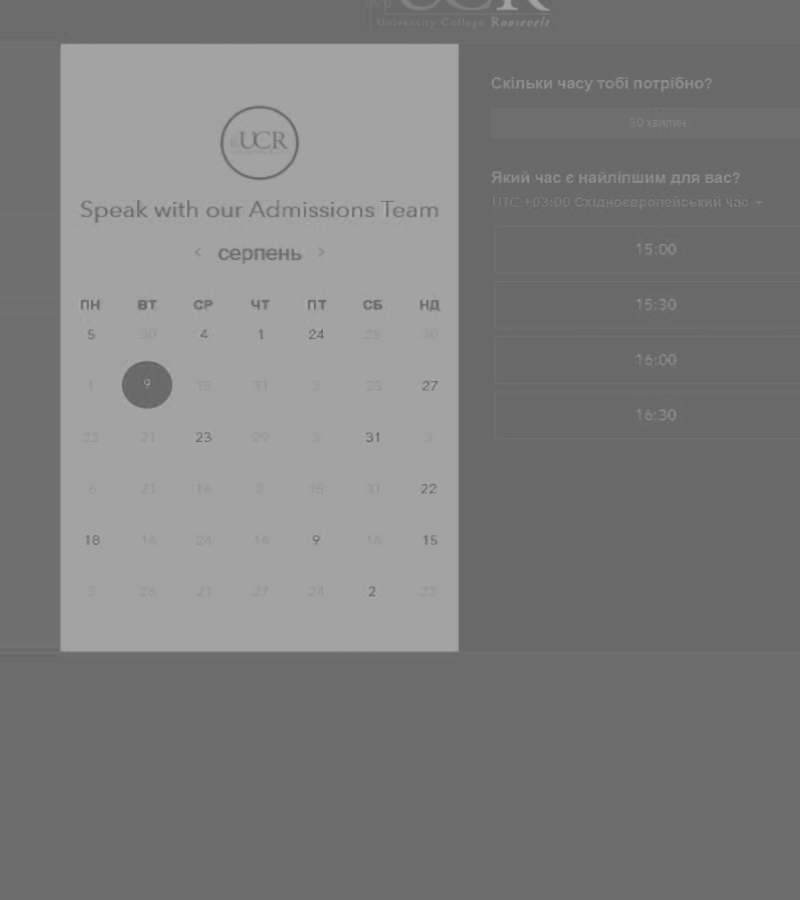 UCR
University College Roosevelt
UCR
Speak with our Admissions Team
‹ серпень ›
ПН ВТ СР ЧТ ПТ СБ НД
5 30 4 1 24 25 30
1 9 15 31 3 20 27
22 21 23 29 3 31 3
6 21 16 2 15 31 22
18 14 24 14 9 14 15
3 26 21 27 24 2 22
Скільки часу тобі потрібно?
30 хвилин
Який час є найліпшим для вас?
UTC +03:00 Східноєвропейський час
15:00
15:30
16:00
16:30